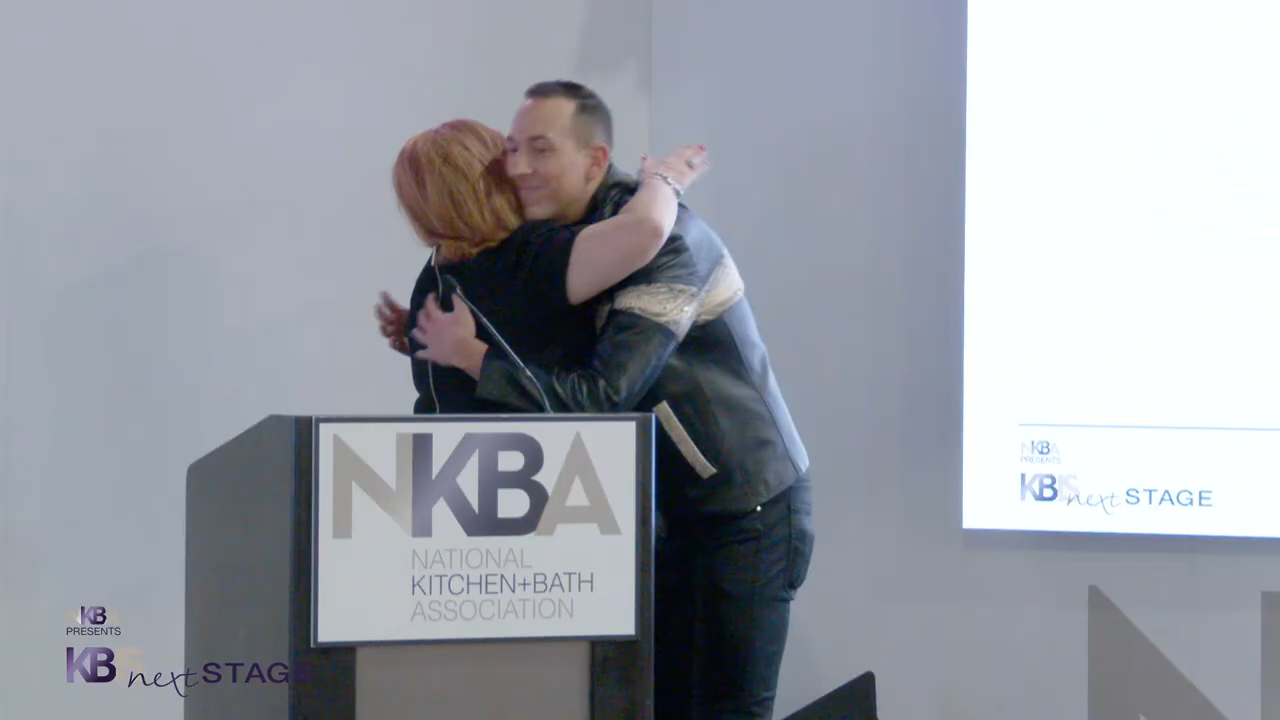 NKBA
NATIONAL
KITCHEN+BATH
ASSOCIATION
NKBA
PRESENTS
KBIS next STAGE
NKBA
PRESENTS
KBIS next STAGE
N